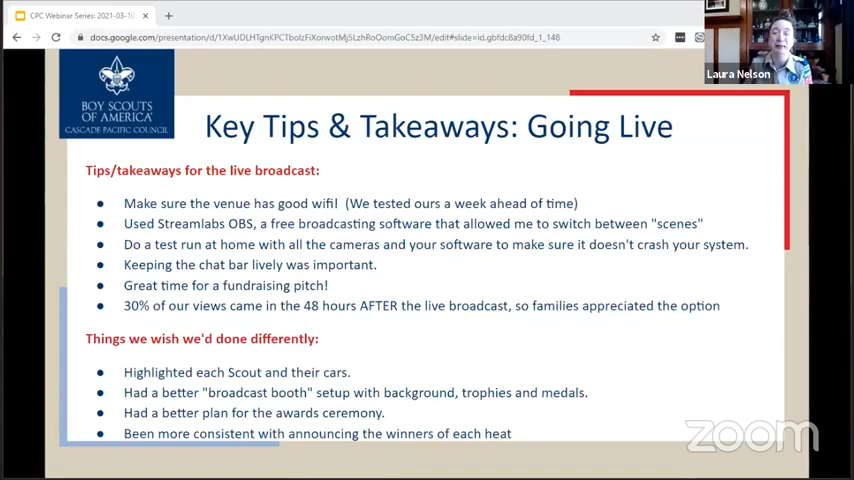 CPC Webinar Series: 2021-03-10
docs.google.com/presentation/d/
Laura Nelson
BOY SCOUTS
OF AMERICA
CASCADE PACIFIC COUNCIL
Key Tips & Takeaways: Going Live
Tips/takeaways for the live broadcast:
● Make sure the venue has good wifi! (We tested ours a week ahead of time)
● Used Streamlabs OBS, a free broadcasting software that allowed me to switch between "scenes"
● Do a test run at home with all the cameras and your software to make sure it doesn't crash your system.
● Keeping the chat bar lively was important.
● Great time for a fundraising pitch!
● 30% of our views came in the 48 hours AFTER the live broadcast, so families appreciated the option
Things we wish we'd done differently:
● Highlighted each Scout and their cars.
● Had a better "broadcast booth" setup with background, trophies and medals.
● Had a better plan for the awards ceremony.
● Been more consistent with announcing the winners of each heat
zoom